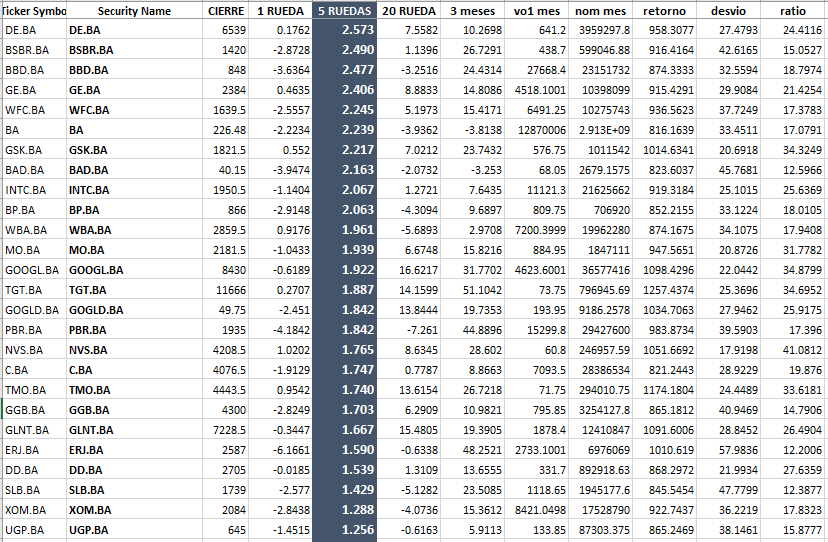 Ticker Symbo Security Name CIERRE 1 RUEDA 5 RUEDAS 20 RUEDA 3 meses vo1 mes nom mes retorno desvio ratio
DE.BA DE.BA 6539 0.1762 2.573 7.5582 10.2698 641.2 3959297.8 958.3077 27.4793 24.4116
BSBR.BA BSBR.BA 1420 -2.8728 2.490 1.1396 26.7291 438.7 599046.88 916.4164 42.6165 15.0527
BBD.BA BBD.BA 848 -3.6364 2.477 -3.2516 24.4314 27668.4 23151732 874.3333 32.5594 18.7974
GE.BA GE.BA 2384 0.4635 2.406 8.8833 14.7086 4518.1001 10398099 915.4291 29.9084 21.4254
WFC.BA WFC.BA 1639.5 -2.5557 2.245 5.1973 15.4171 6491.25 10275743 936.5623 37.7249 17.3783
BA BA 226.48 -2.2234 2.239 -3.9362 -3.8138 12870006 2.913E+09 816.1639 33.4511 17.0791
GSK.BA GSK.BA 1821.5 0.552 2.217 7.0212 23.7432 576.75 1011542 1014.6341 20.6918 34.3249
BAD.BA BAD.BA 40.15 -3.9474 2.163 -2.0732 -3.253 68.05 2679.1575 823.6037 45.7681 12.5966
INTC.BA INTC.BA 1950.5 -1.1404 2.067 1.2721 7.6435 11121.3 21625662 919.3184 25.1015 25.6369
BP.BA BP.BA 866 -2.9148 2.063 -4.3094 9.6897 809.75 706920 852.2155 33.1224 18.0105
WBA.BA WBA.BA 2859.5 0.9176 1.961 -5.6893 2.9708 7200.3999 19962280 874.1675 34.1075 17.9408
MO.BA MO.BA 2181.5 -1.0433 1.939 6.6748 15.8216 884.95 1847111 947.5651 20.8726 31.7782
GOOGL.BA GOOGL.BA 8430 -0.6189 1.922 16.6217 31.7702 4623.6001 36577416 1098.4296 22.0442 34.8799
TGT.BA TGT.BA 11666 0.2707 1.887 14.1599 51.1042 73.75 796945.69 1257.4374 25.3696 34.6952
GOOGLD.BA GOGLD.BA 49.75 -2.451 1.842 13.8444 19.7353 193.95 9186.2578 1034.7063 27.9462 25.9175
PBR.BA PBR.BA 1935 -4.1842 1.842 -7.261 44.8896 15299.8 29427600 983.8734 39.5903 17.396
NVS.BA NVS.BA 4208.5 1.0202 1.765 8.6345 28.602 60.8 246957.59 1051.6692 17.9198 41.0812
C.BA C.BA 4076.5 -1.9129 1.747 0.7787 8.8663 7093.5 28386534 821.2443 28.9229 19.876
TMO.BA TMO.BA 4443.5 0.9542 1.740 13.6154 26.7218 71.75 294010.75 1174.1804 24.4489 33.6181
GGB.BA GGB.BA 4300 -2.8249 1.703 6.2909 10.9821 795.85 3254127.8 865.1812 40.9469 14.7906
GLNT.BA GLNT.BA 7228.5 -0.3447 1.667 15.4805 19.3905 1878.4 12410847 1091.6006 28.8452 26.4904
ERJ.BA ERJ.BA 2587 -6.1661 1.590 -0.6338 48.2521 2733.1001 6976069 1010.619 57.9836 12.2006
DD.BA DD.BA 2705 -0.0185 1.539 1.3109 13.6555 331.7 892918.63 868.2972 21.9934 27.6359
SLB.BA SLB.BA 1739 -2.577 1.429 -5.1282 23.5085 1118.65 1945177.6 845.5454 47.7799 12.3877
XOM.BA XOM.BA 2084 -2.8438 1.288 -4.0736 15.3612 8421.0498 17528790 922.7437 36.2219 17.8323
UGP.BA UGP.BA 645 -1.4515 1.256 -0.6163 5.9113 133.85 87303.375 865.2469 38.1461 15.8777